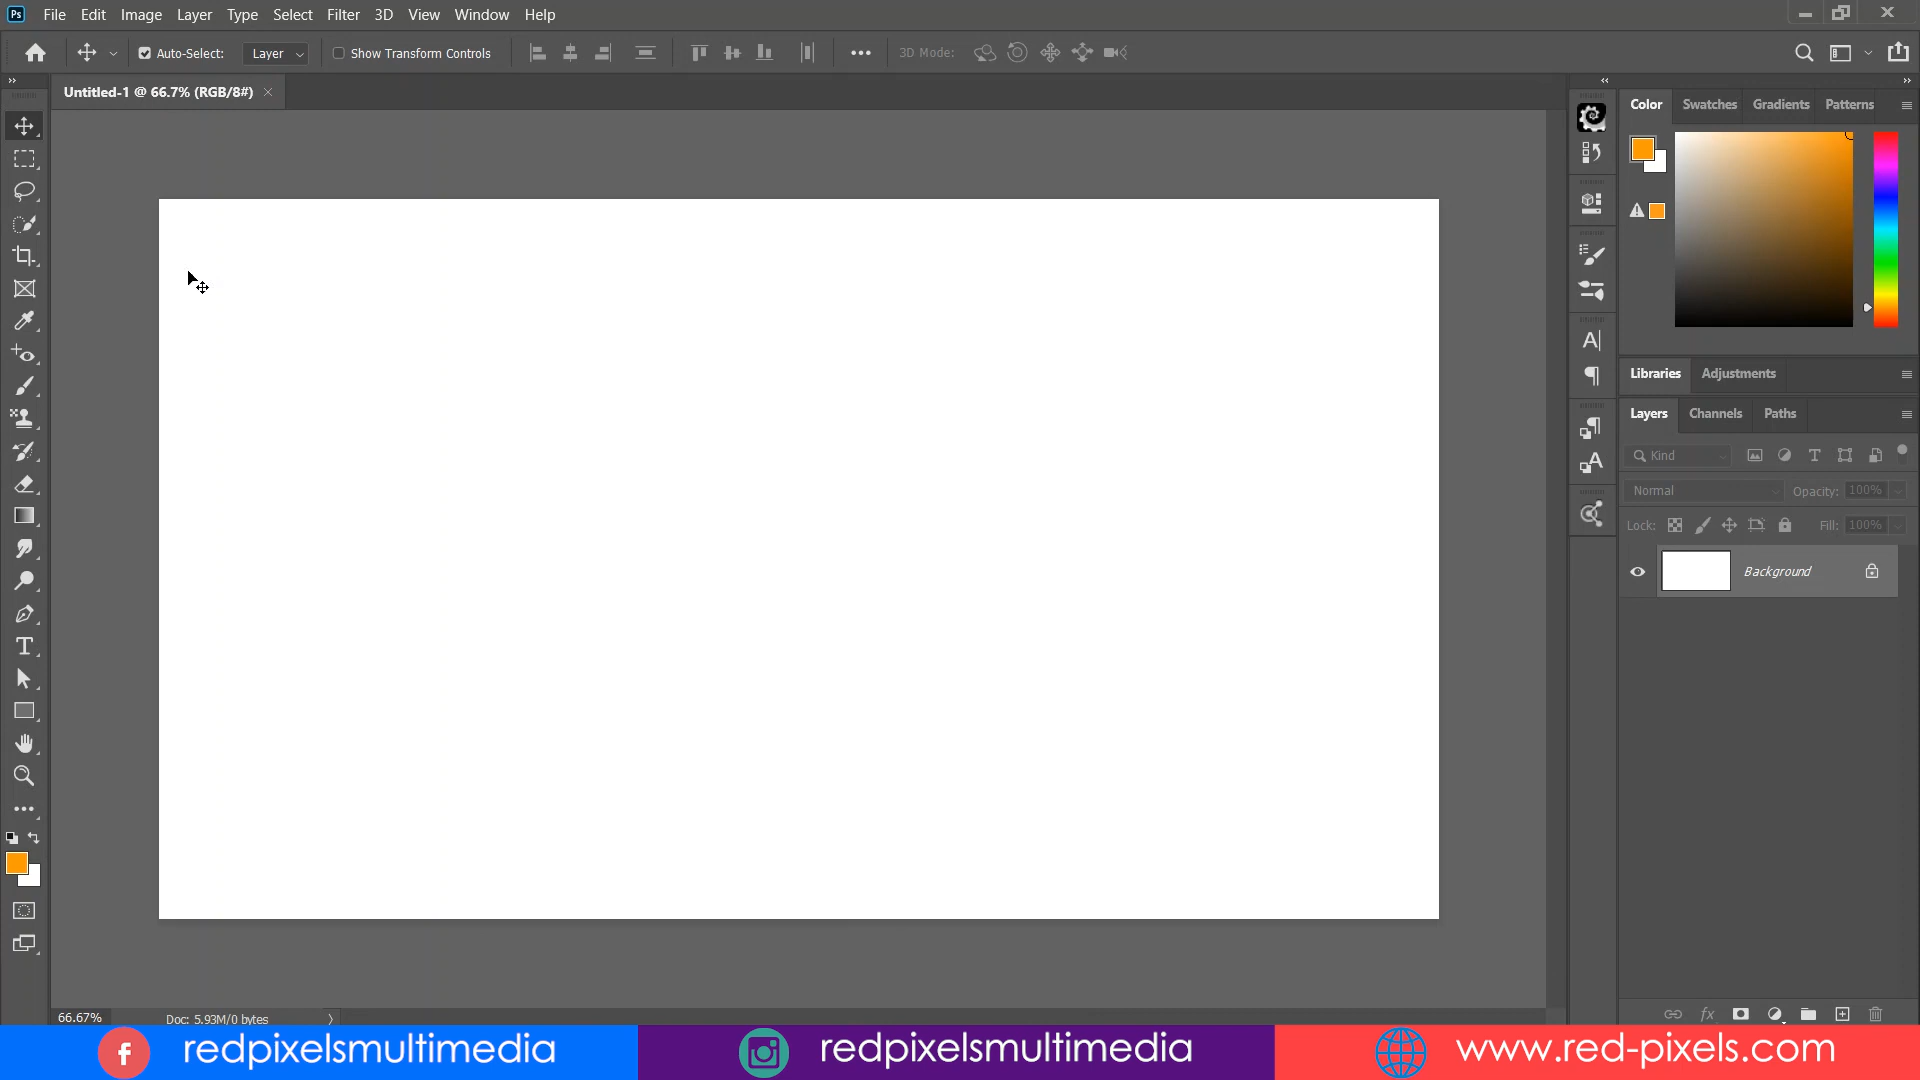 Ps File Edit Image Layer Type Select Filter 3D View Window Help
Auto-Select: Layer Show Transform Controls 3D Mode:
Untitled-1 @ 66.7% (RGB/8#)
Color Swatches Gradients Patterns
Libraries Adjustments
Layers Channels Paths
Kind
Normal Opacity: 100%
Lock: Fill: 100%
Background
66.67% Doc: 5.93M/0 bytes
redpixelsmultimedia redpixelsmultimedia www.red-pixels.com